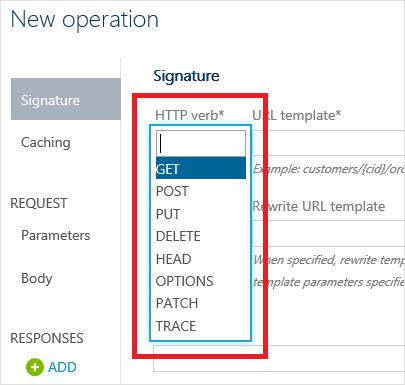 New operation
Signature
Caching
REQUEST
Parameters
Body
RESPONSES
ADD
Signature
HTTP verb* URL template*
GET
POST
PUT
DELETE
HEAD
OPTIONS
PATCH
TRACE
Example: customers/{cid}/ord
Rewrite URL template
When specified, rewrite temp
template parameters specifie